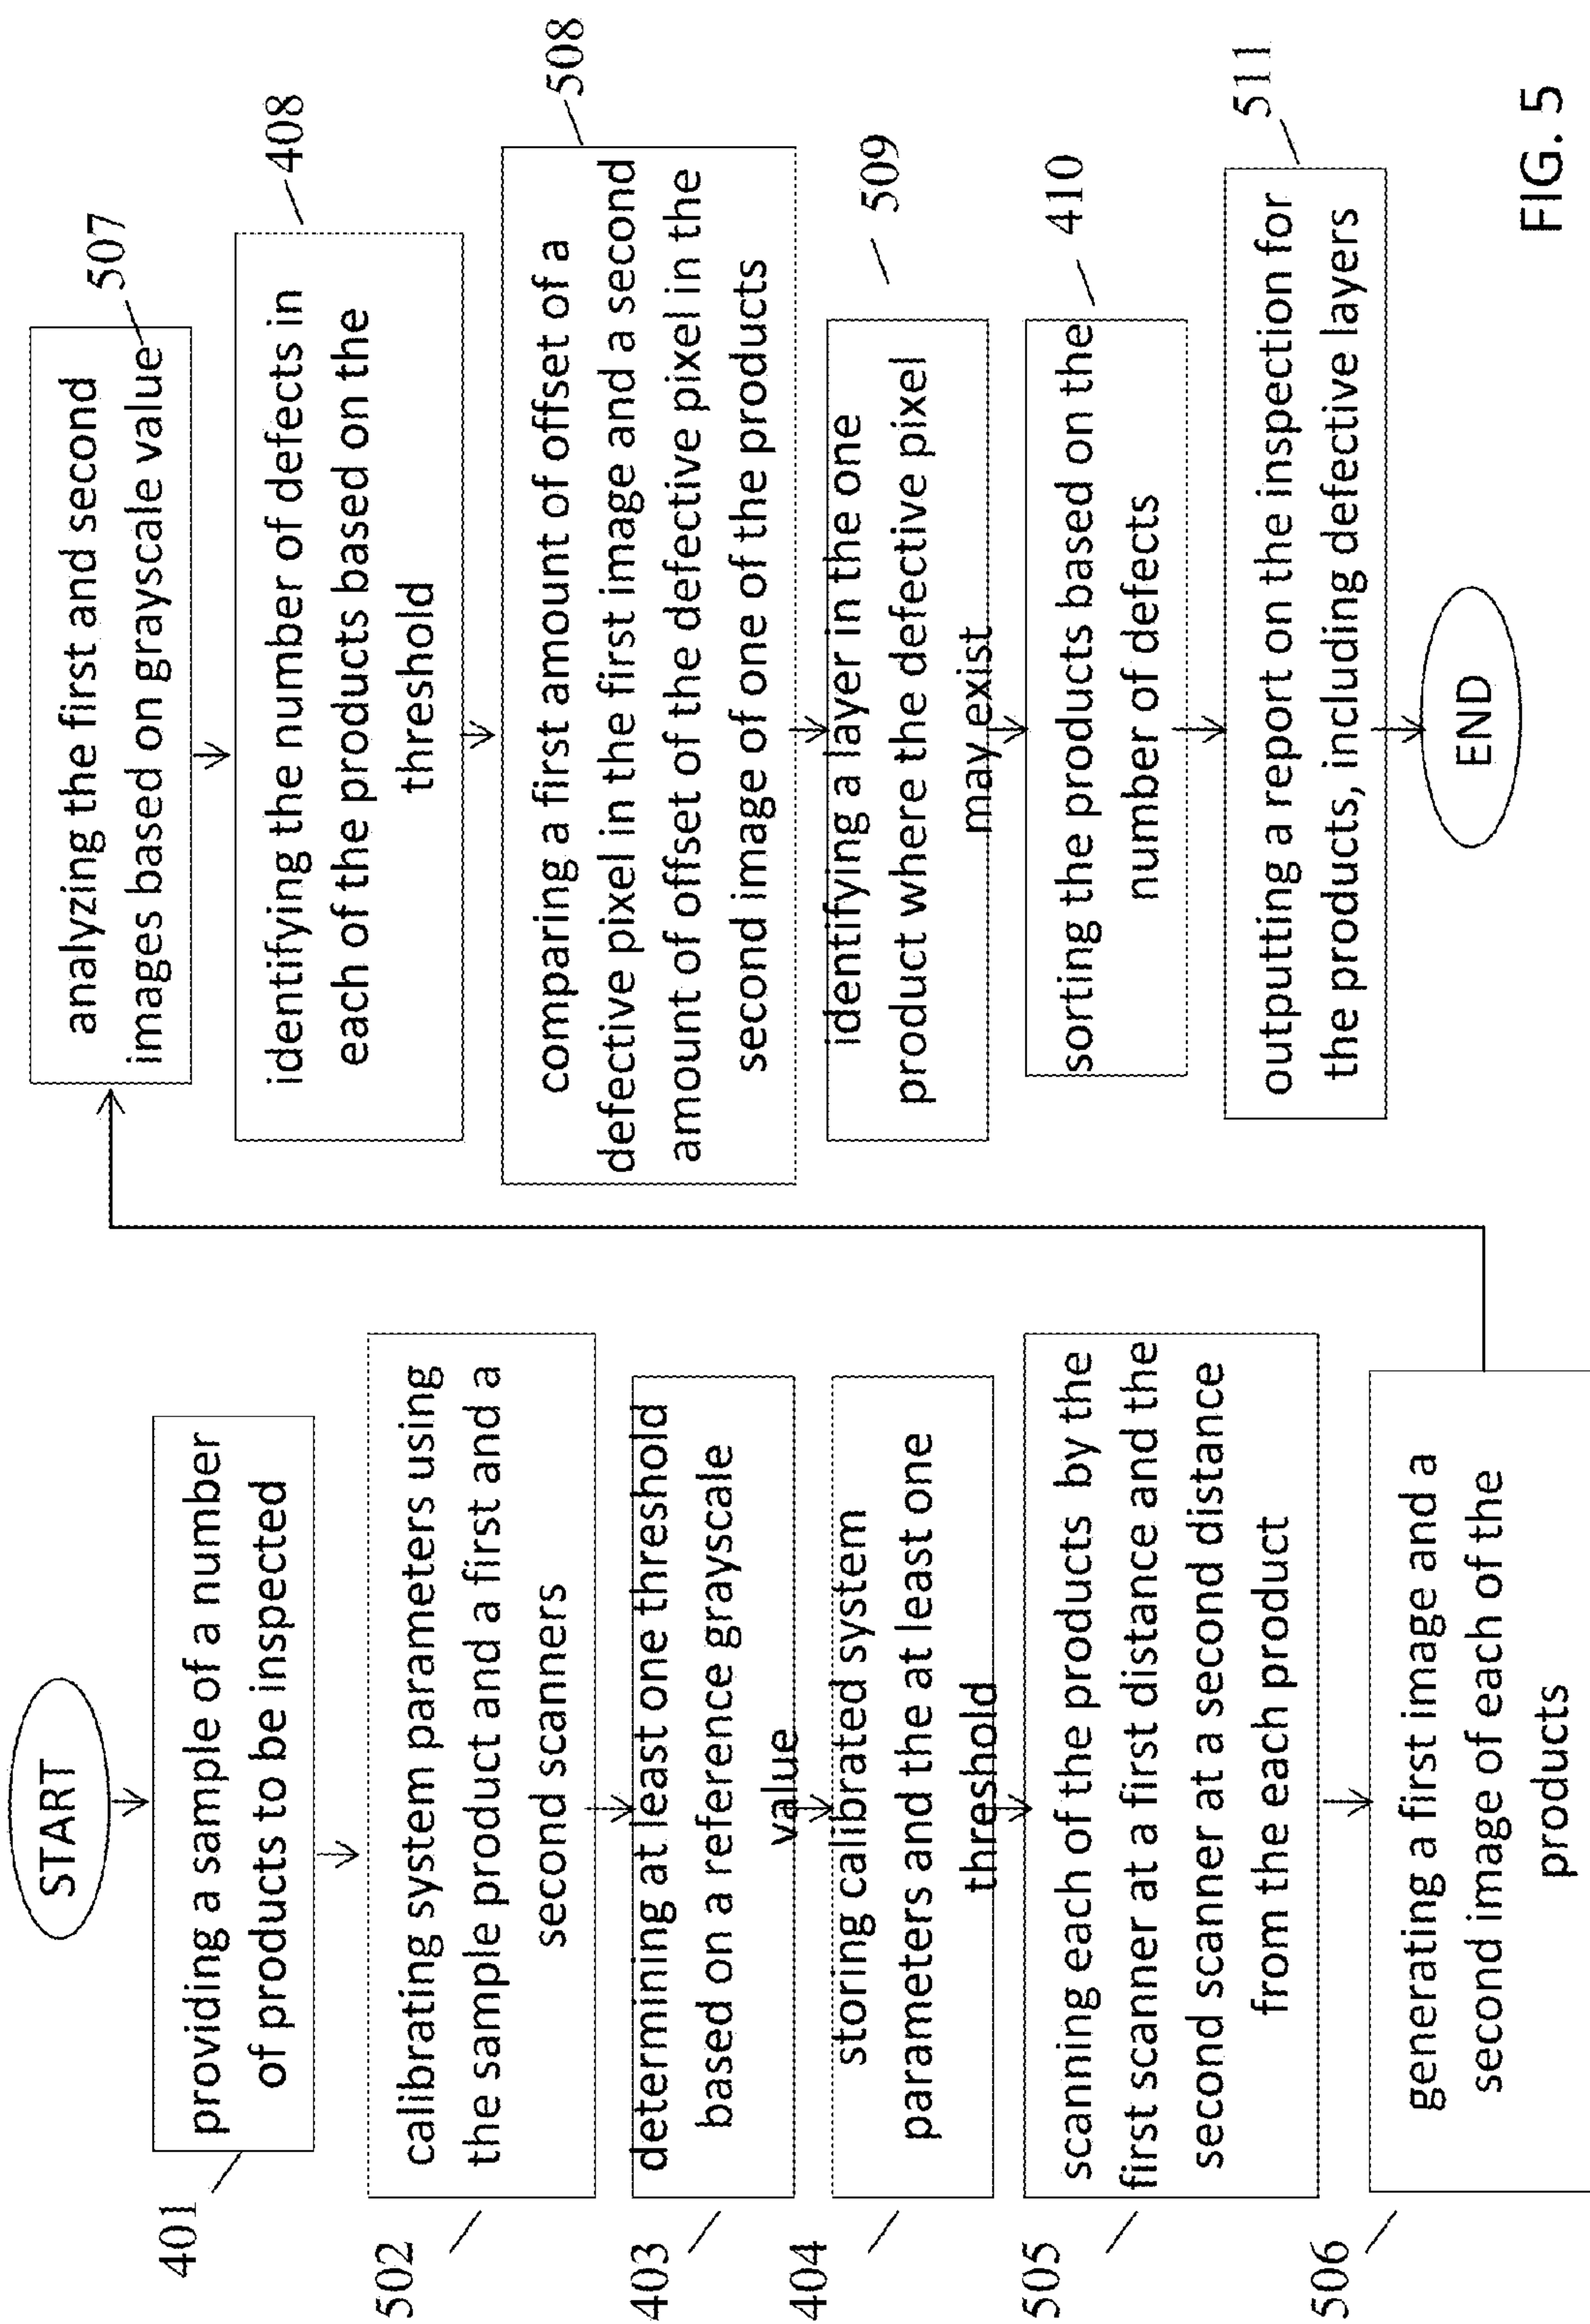 START
401
providing a sample of a number
of products to be inspected
502
calibrating system parameters using
the sample product and a first and a
second scanners
403
determining at least one threshold
based on a reference grayscale
value
404
storing calibrated system
parameters and the at least one
threshold
505
scanning each of the products by the
first scanner at a first distance and the
second scanner at a second distance
from the each product
506
generating a first image and a
second image of each of the
products
507
analyzing the first and second
images based on grayscale value
408
identifying the number of defects in
each of the products based on the
threshold
508
comparing a first amount of offset of a
defective pixel in the first image and a second
amount of offset of the defective pixel in the
second image of one of the products
509
identifying a layer in the one
product where the defective pixel
may exist
410
sorting the products based on the
number of defects
511
outputting a report on the inspection for
the products, including defective layers
END
FIG. 5